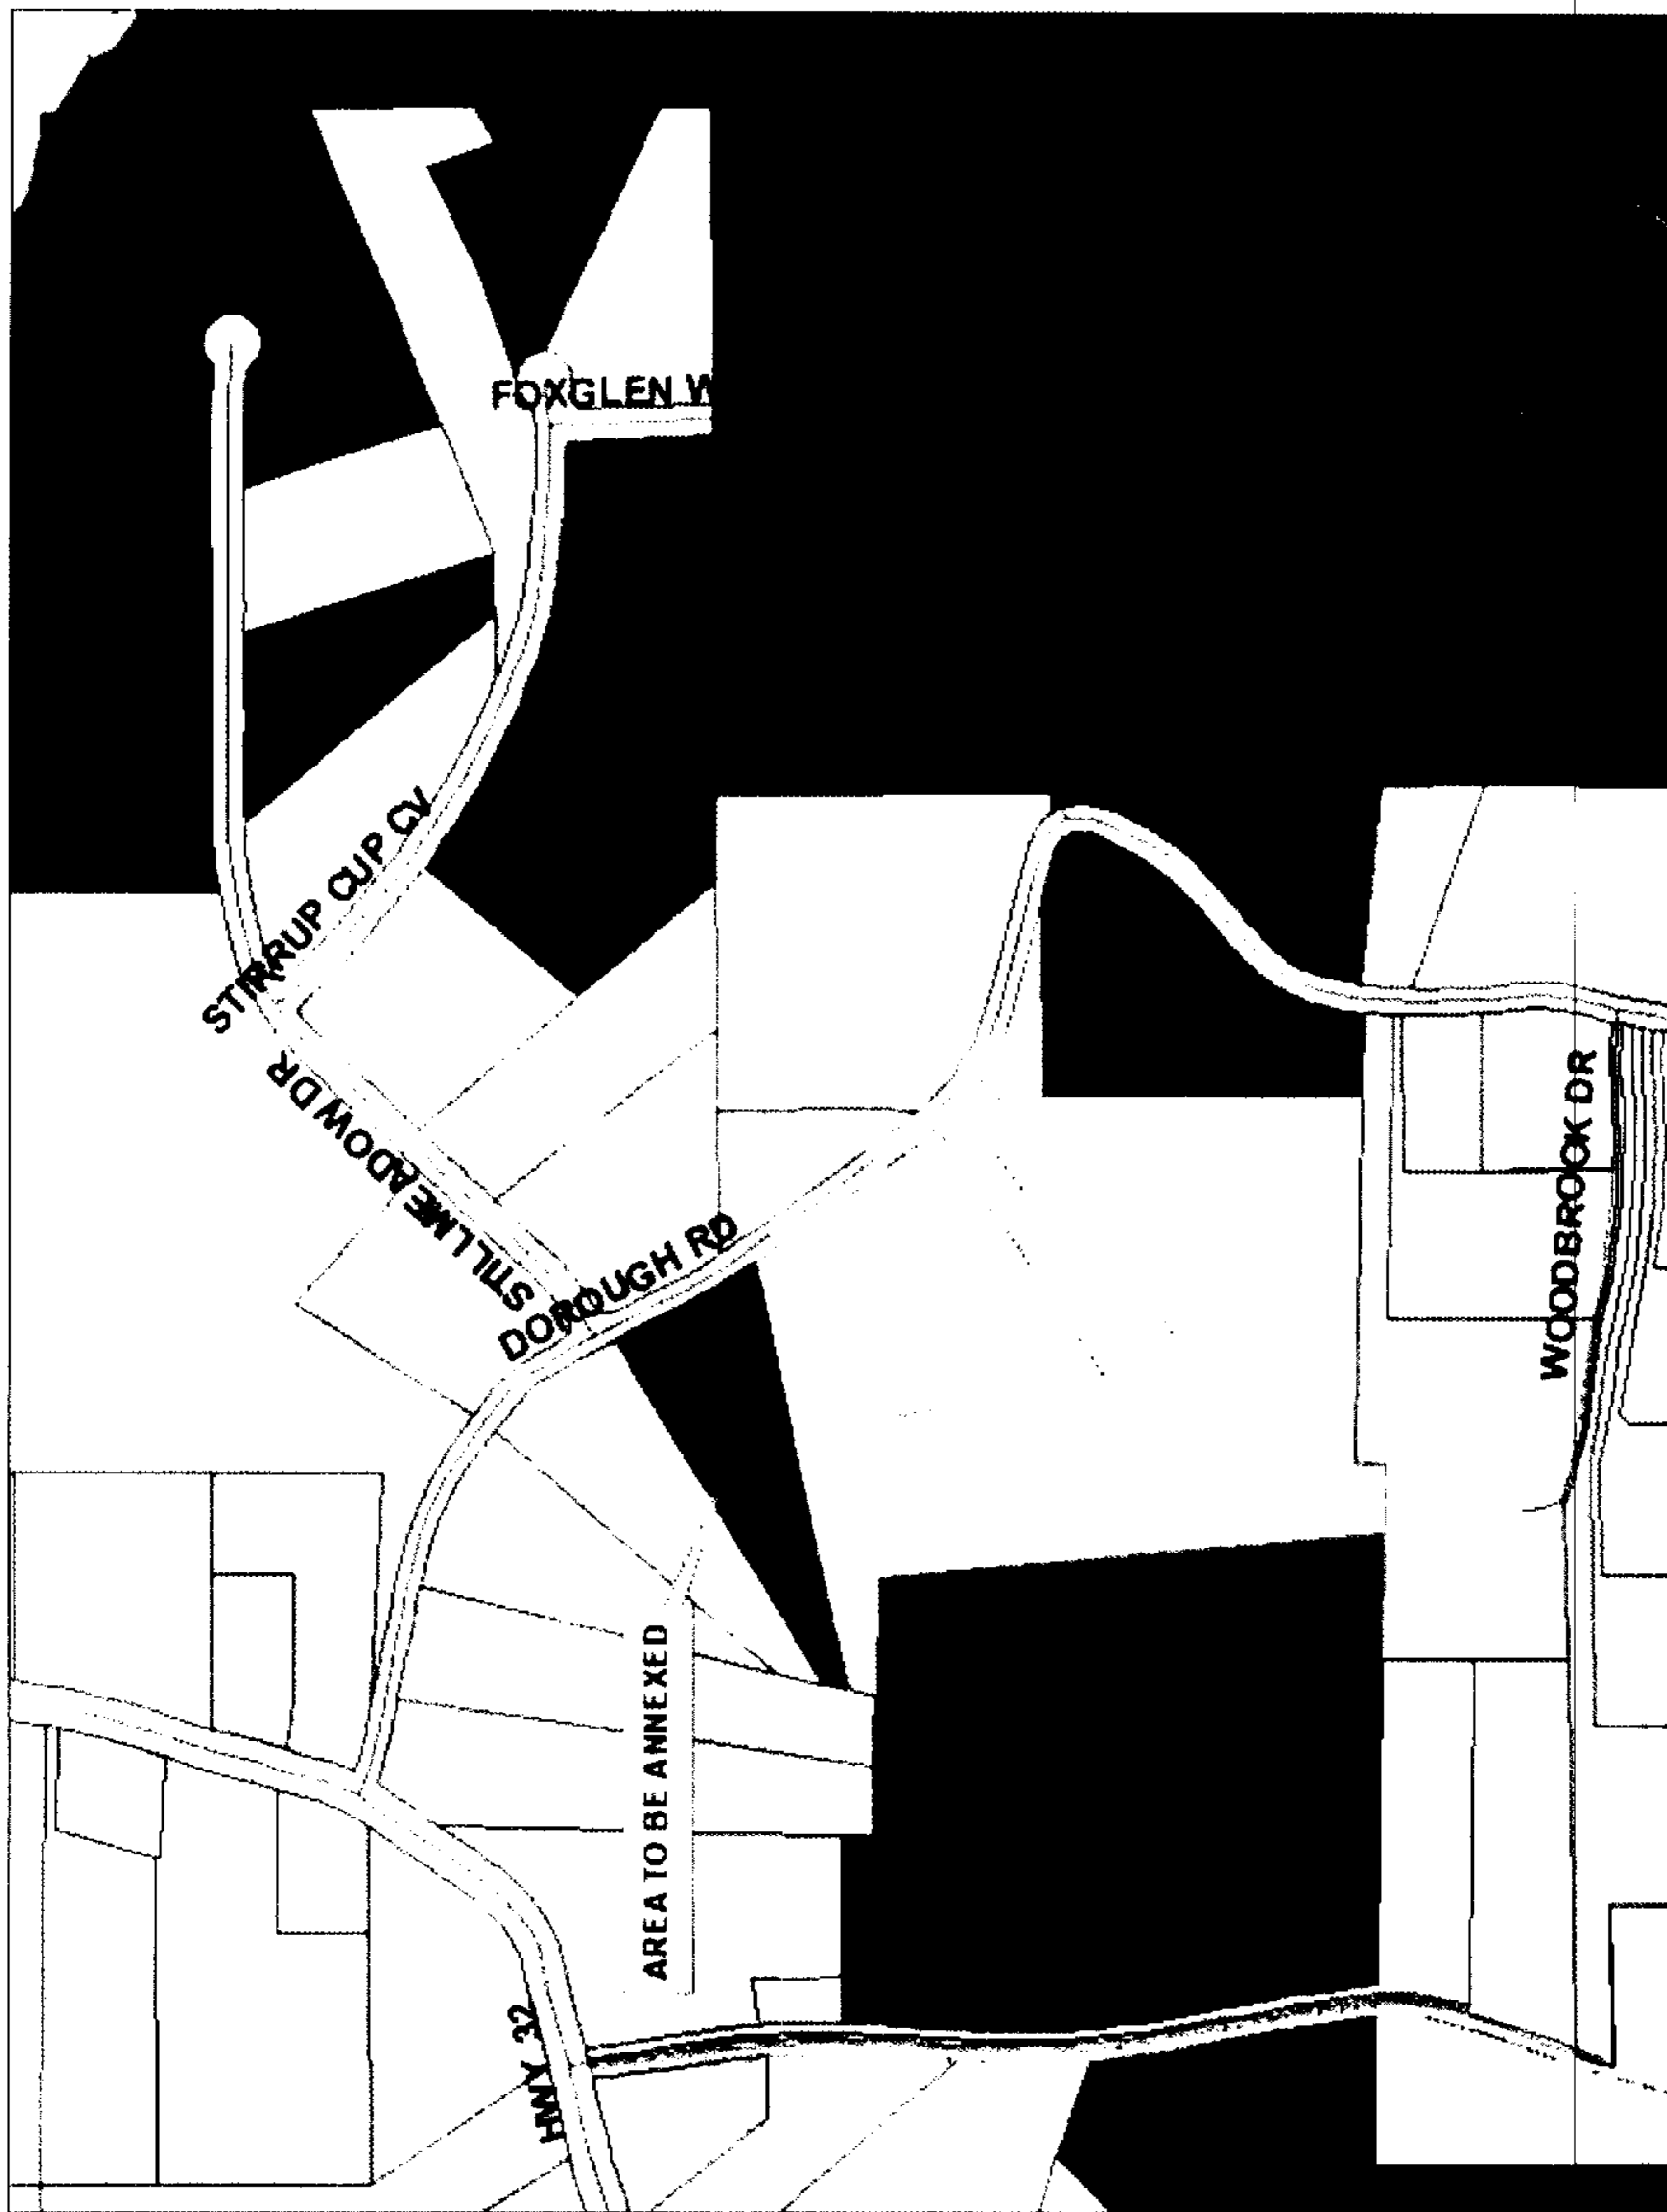 FOXGLEN W
STIRRUP CUP CV
STILLMEADOW DR
DOROUGH RD
WOODBROOK DR
AREA TO BE ANNEXED
HWY 32